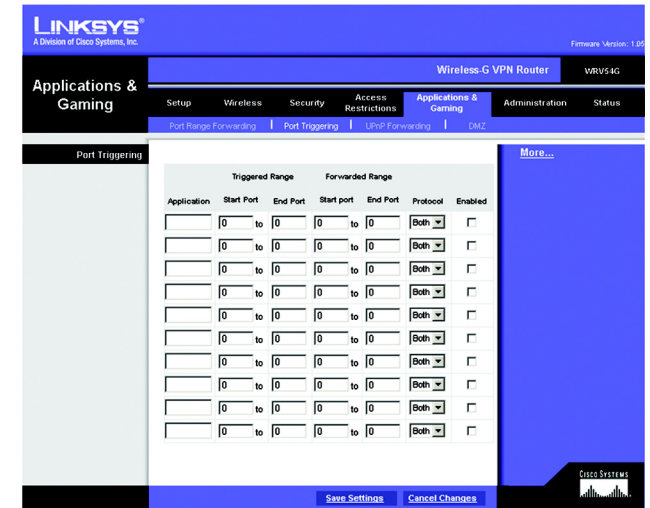 LINKSYS®
A Division of Cisco Systems, Inc.
Firmware Version: 1.05
Applications & Gaming
Wireless-G VPN Router WRV54G
Setup Wireless Security Access Restrictions Applications & Gaming Administration Status
Port Range Forwarding Port Triggering UPnP Forwarding DMZ
Port Triggering
More...
Triggered Range Forwarded Range
Application Start Port End Port Start port End Port Protocol Enabled
0 to 0 0 to 0 Both
0 to 0 0 to 0 Both
0 to 0 0 to 0 Both
0 to 0 0 to 0 Both
0 to 0 0 to 0 Both
0 to 0 0 to 0 Both
0 to 0 0 to 0 Both
0 to 0 0 to 0 Both
0 to 0 0 to 0 Both
0 to 0 0 to 0 Both
Save Settings Cancel Changes
CISCO SYSTEMS